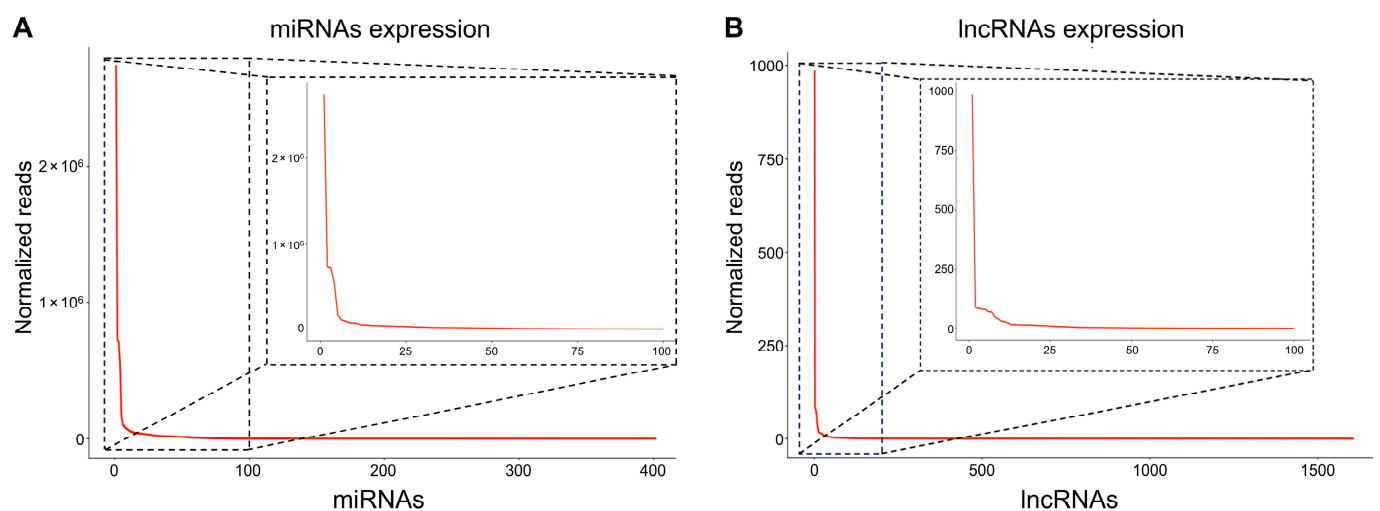 A
miRNAs expression
Normalized reads
2 × 10⁶
1 × 10⁶
0
2 × 10⁶
1 × 10⁶
0
0 25 50 75 100
0 100 200 300 400
miRNAs
B
lncRNAs expression
Normalized reads
1000
750
500
250
0
1000
750
500
250
0
0 25 50 75 100
0 500 1000 1500
lncRNAs